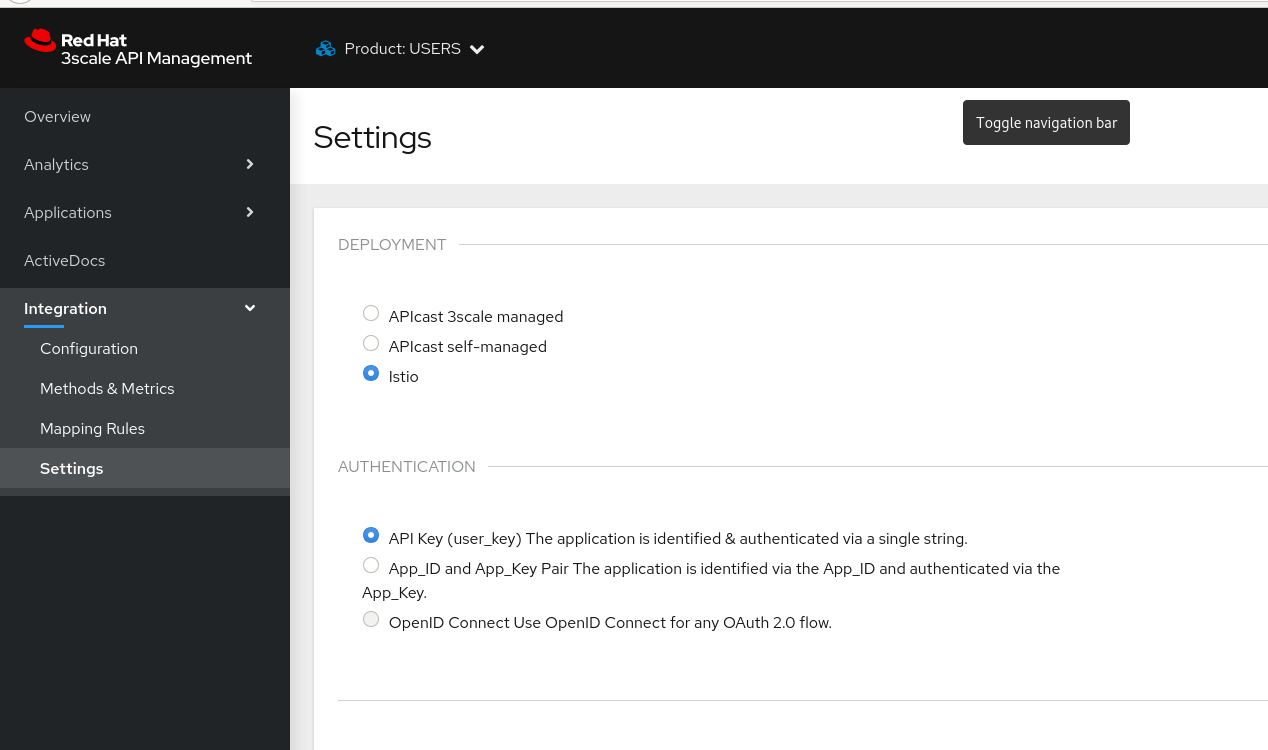 Red Hat
3scale API Management
Product: USERS
Overview
Analytics
Applications
ActiveDocs
Integration
Configuration
Methods & Metrics
Mapping Rules
Settings
Settings
Toggle navigation bar
DEPLOYMENT
APIcast 3scale managed
APIcast self-managed
Istio
AUTHENTICATION
API Key (user_key) The application is identified & authenticated via a single string.
App_ID and App_Key Pair The application is identified via the App_ID and authenticated via the
App_Key.
OpenID Connect Use OpenID Connect for any OAuth 2.0 flow.